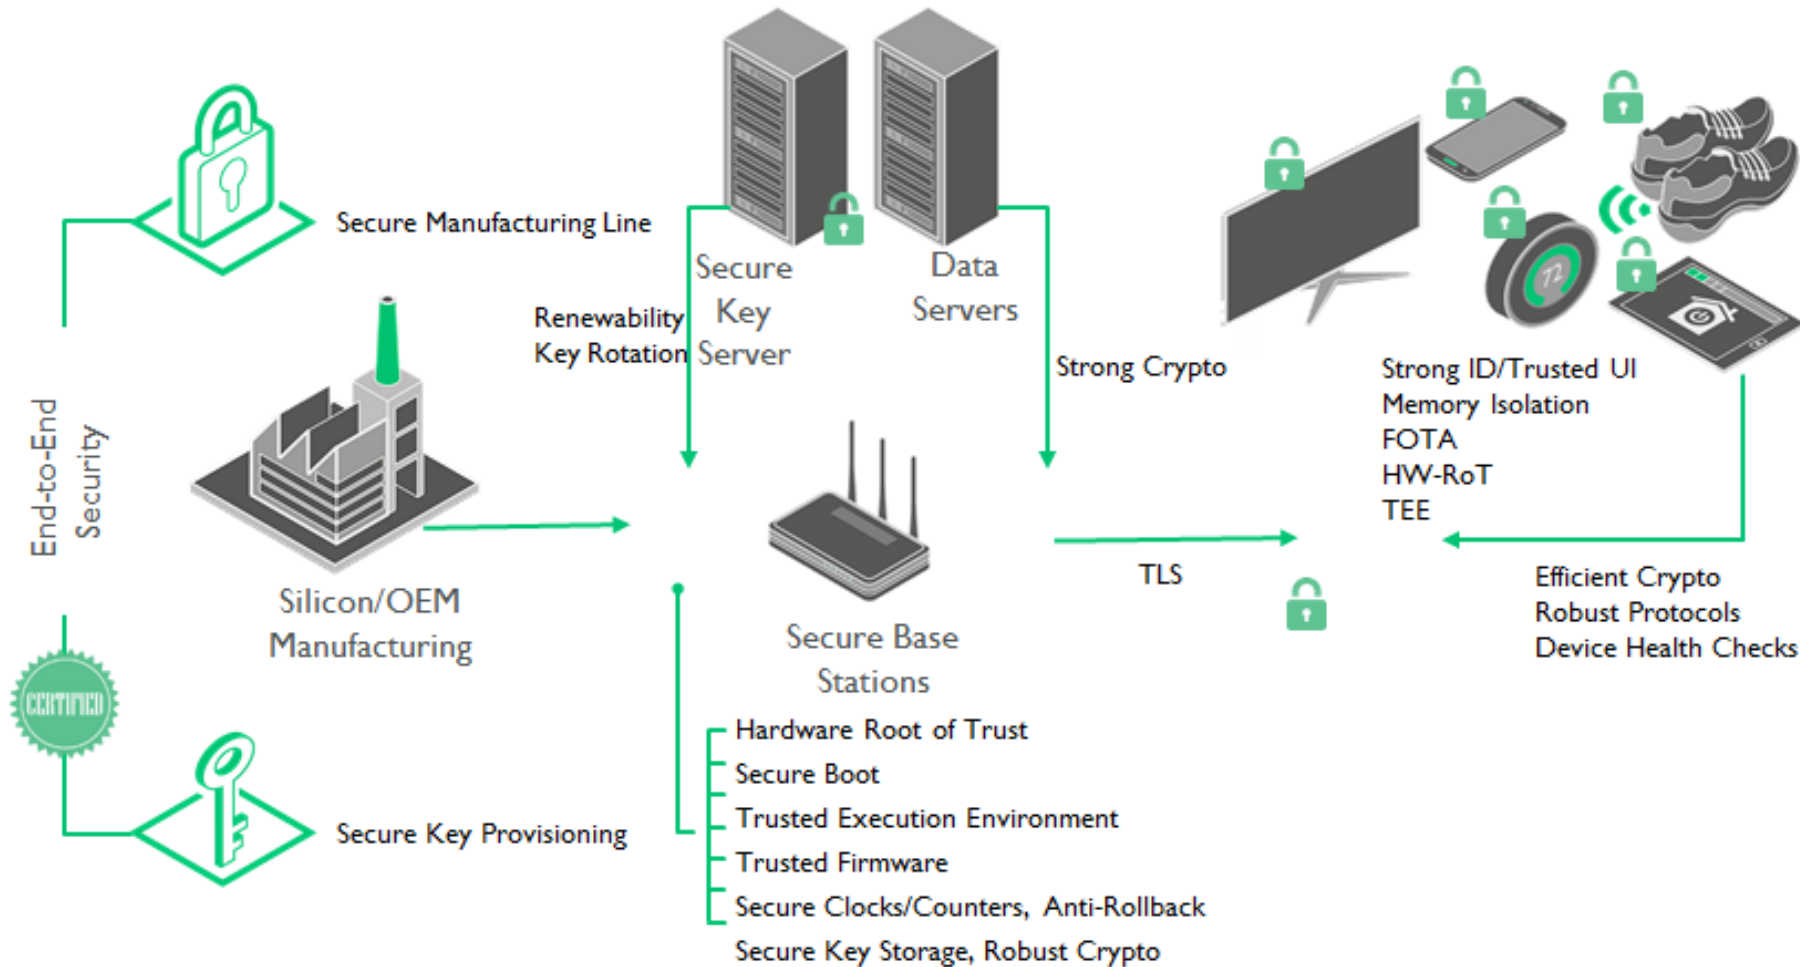 End-to-End
Security
CERTIFIED
Secure Manufacturing Line
Silicon/OEM
Manufacturing
Secure Key Provisioning
Secure
Key
Server
Data
Servers
Renewability
Key Rotation
Strong Crypto
Secure Base
Stations
Hardware Root of Trust
Secure Boot
Trusted Execution Environment
Trusted Firmware
Secure Clocks/Counters, Anti-Rollback
Secure Key Storage, Robust Crypto
TLS
72
Strong ID/Trusted UI
Memory Isolation
FOTA
HW-RoT
TEE
Efficient Crypto
Robust Protocols
Device Health Checks